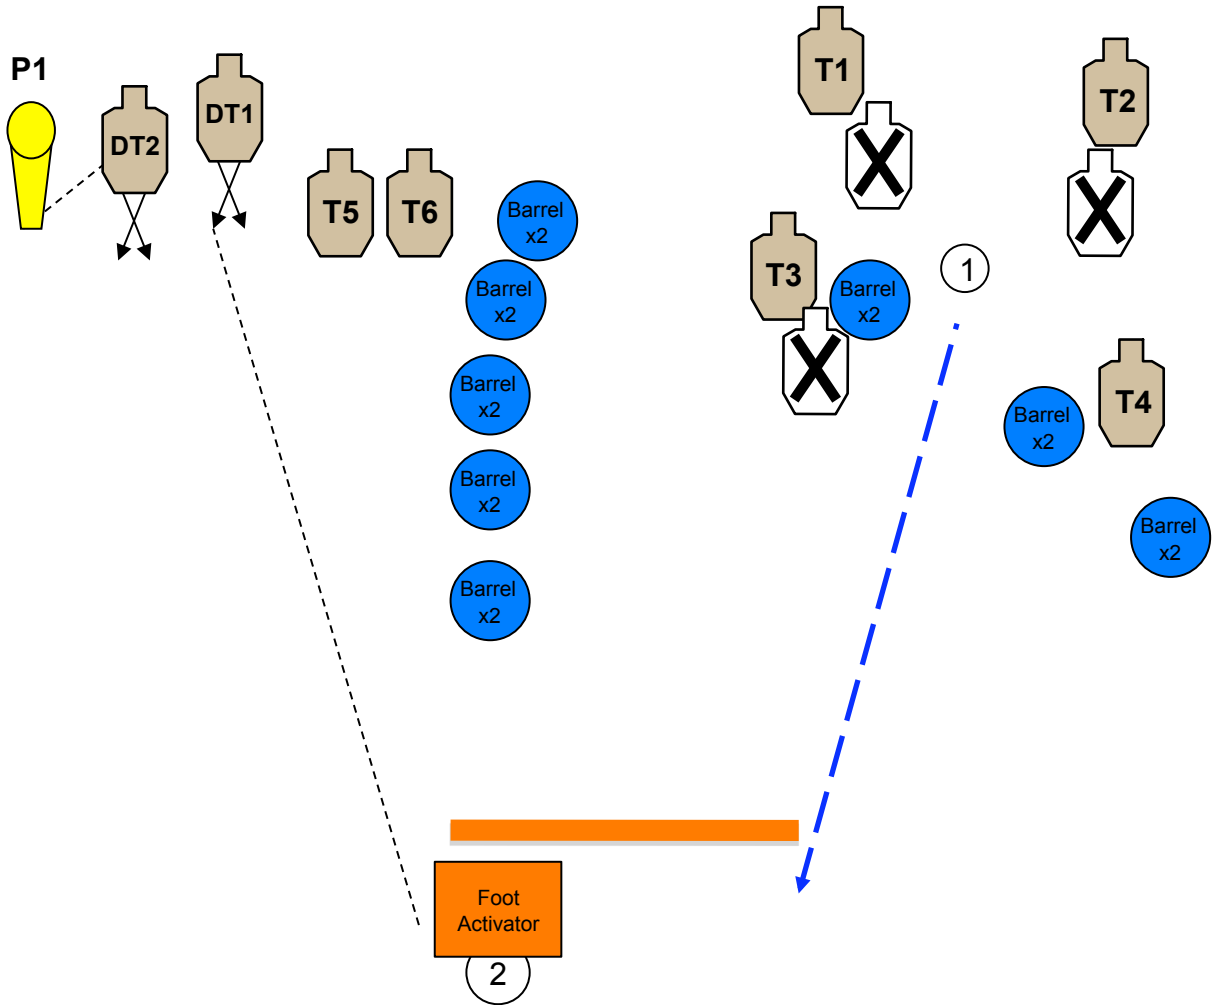 P1
DT2
DT1
T1
T2
T5
T6
Barrel
x2
Barrel
x2
T3
Barrel
x2
1
Barrel
x2
T4
Barrel
x2
Barrel
x2
Barrel
x2
Barrel
x2
Foot
Activator
2